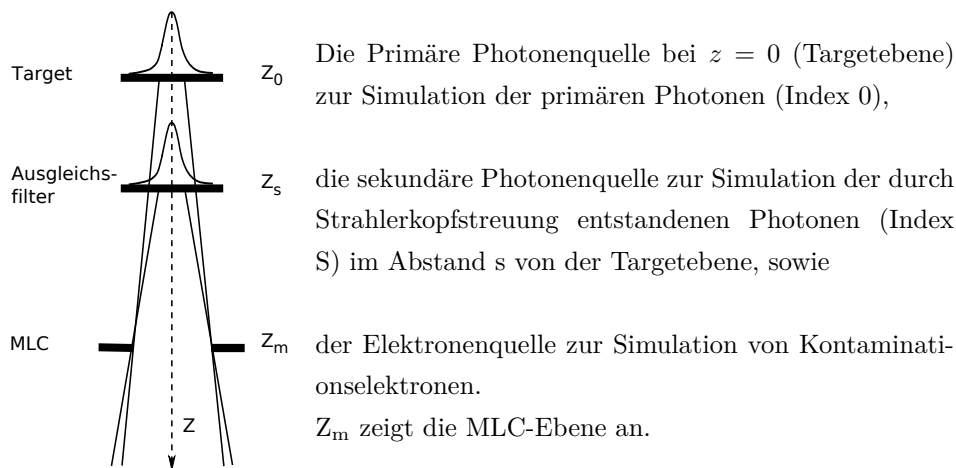 Target
Z0
Die Primäre Photonenquelle bei z = 0 (Targetebene)
zur Simulation der primären Photonen (Index 0),
Ausgleichs-
filter
Zs
die sekundäre Photonenquelle zur Simulation der durch
Strahlerkopfstreuung entstandenen Photonen (Index
S) im Abstand s von der Targetebene, sowie
MLC
Zm
der Elektronenquelle zur Simulation von Kontaminati-
onselektronen.
Zm zeigt die MLC-Ebene an.
Z